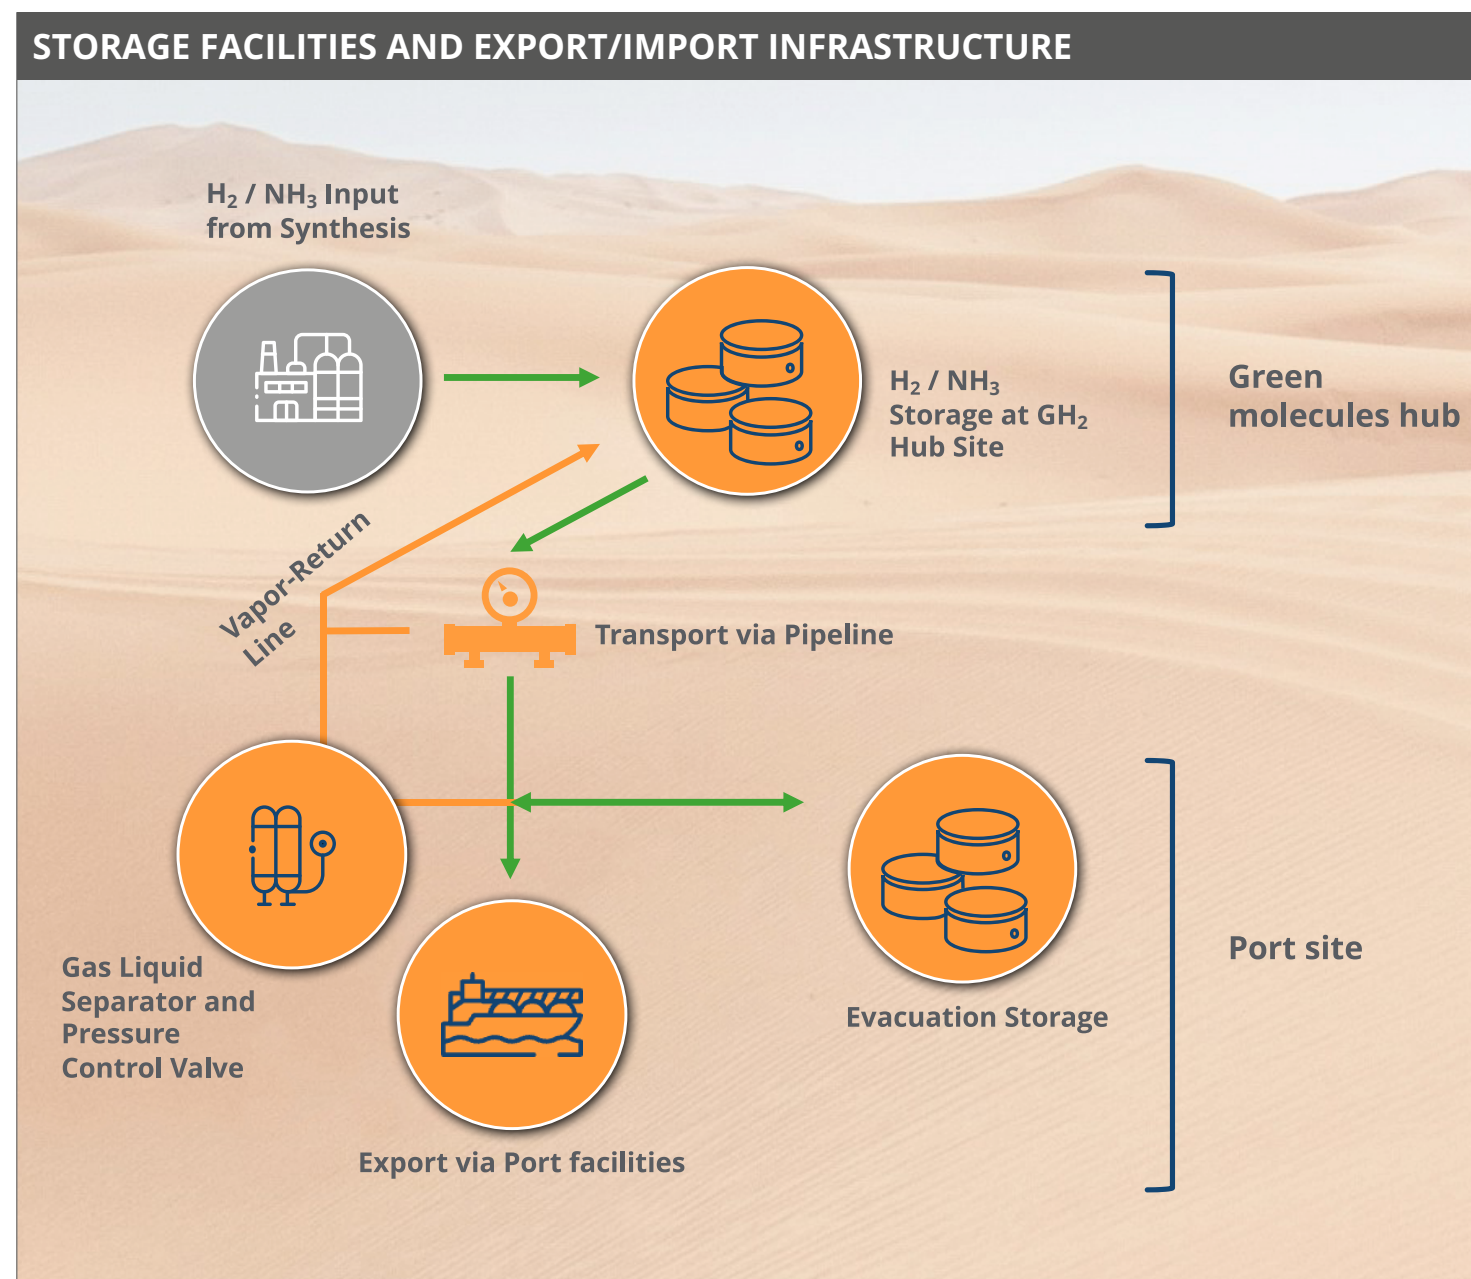 STORAGE FACILITIES AND EXPORT/IMPORT INFRASTRUCTURE
H₂ / NH₃ Input
from Synthesis
H₂ / NH₃
Storage at GH₂
Hub Site
Green
molecules hub
Vapor-Return
Line
Transport via Pipeline
Gas Liquid
Separator and
Pressure
Control Valve
Port site
Evacuation Storage
Export via Port facilities